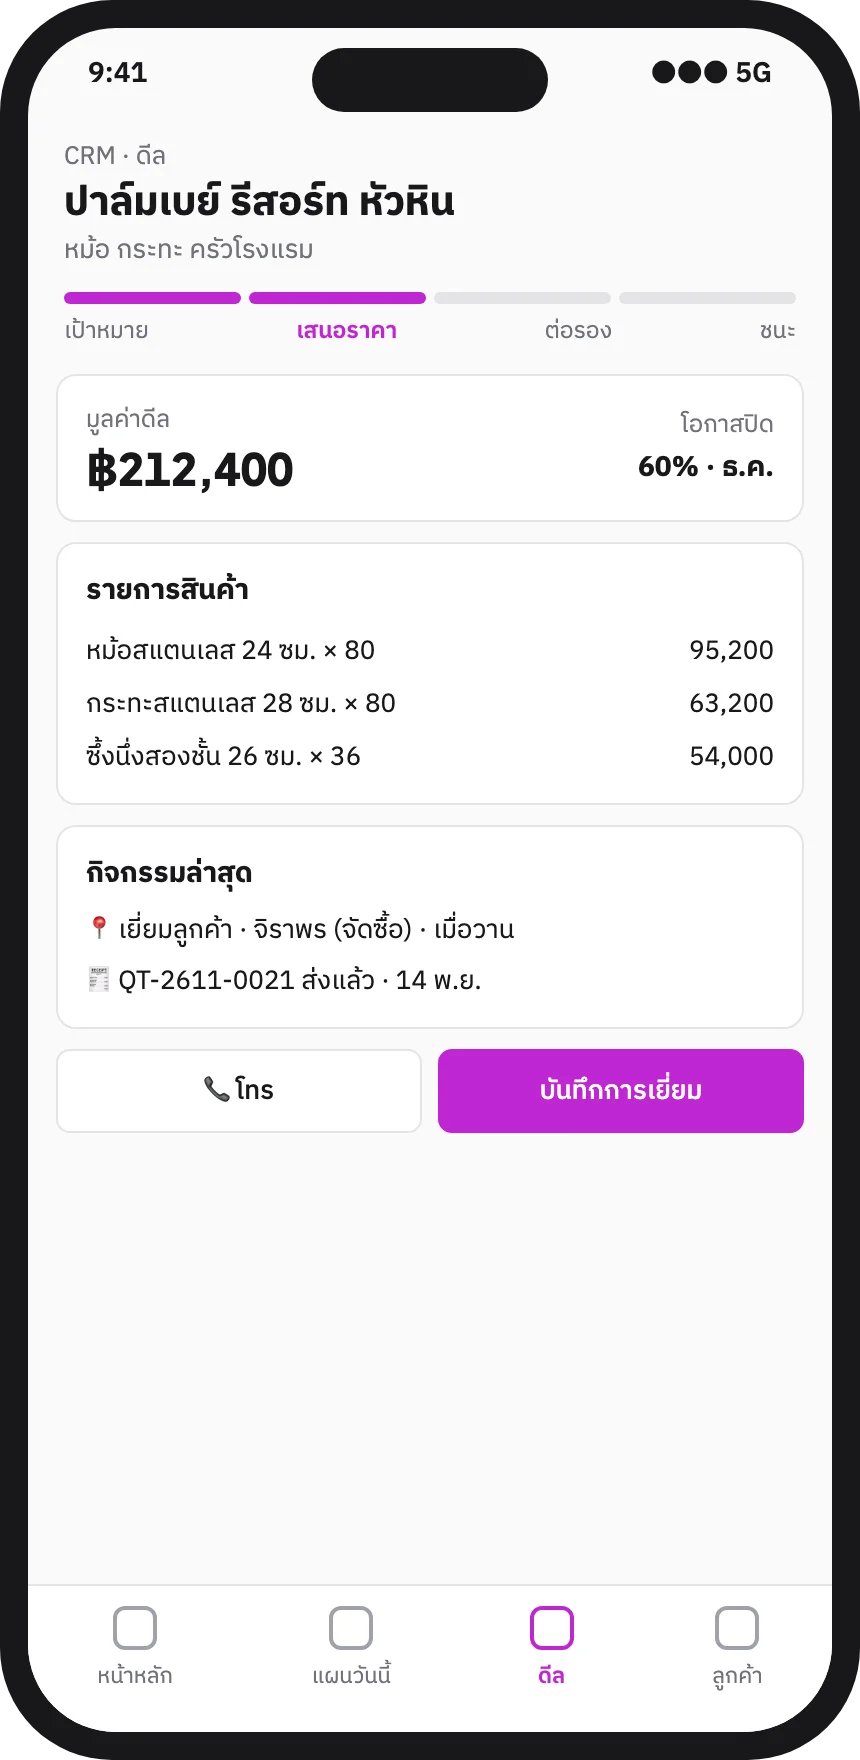 9:41
●●● 5G
CRM · ดีล
ปาล์มเบย์ รีสอร์ท หัวหิน
หม้อ กระทะ ครัวโรงแรม
เป้าหมาย
เสนอราคา
ต่อรอง
ชนะ
มูลค่าดีล
โอกาสปิด
฿212,400
60% · ธ.ค.
รายการสินค้า
หม้อสแตนเลส 24 ซม. × 80
95,200
กระทะสแตนเลส 28 ซม. × 80
63,200
ซึ้งนึ่งสองชั้น 26 ซม. × 36
54,000
กิจกรรมล่าสุด
📍 เยี่ยมลูกค้า · จิราพร (จัดซื้อ) · เมื่อวาน
🧾 QT-2611-0021 ส่งแล้ว · 14 พ.ย.
📞 โทร
บันทึกการเยี่ยม
หน้าหลัก
แผนวันนี้
ดีล
ลูกค้า